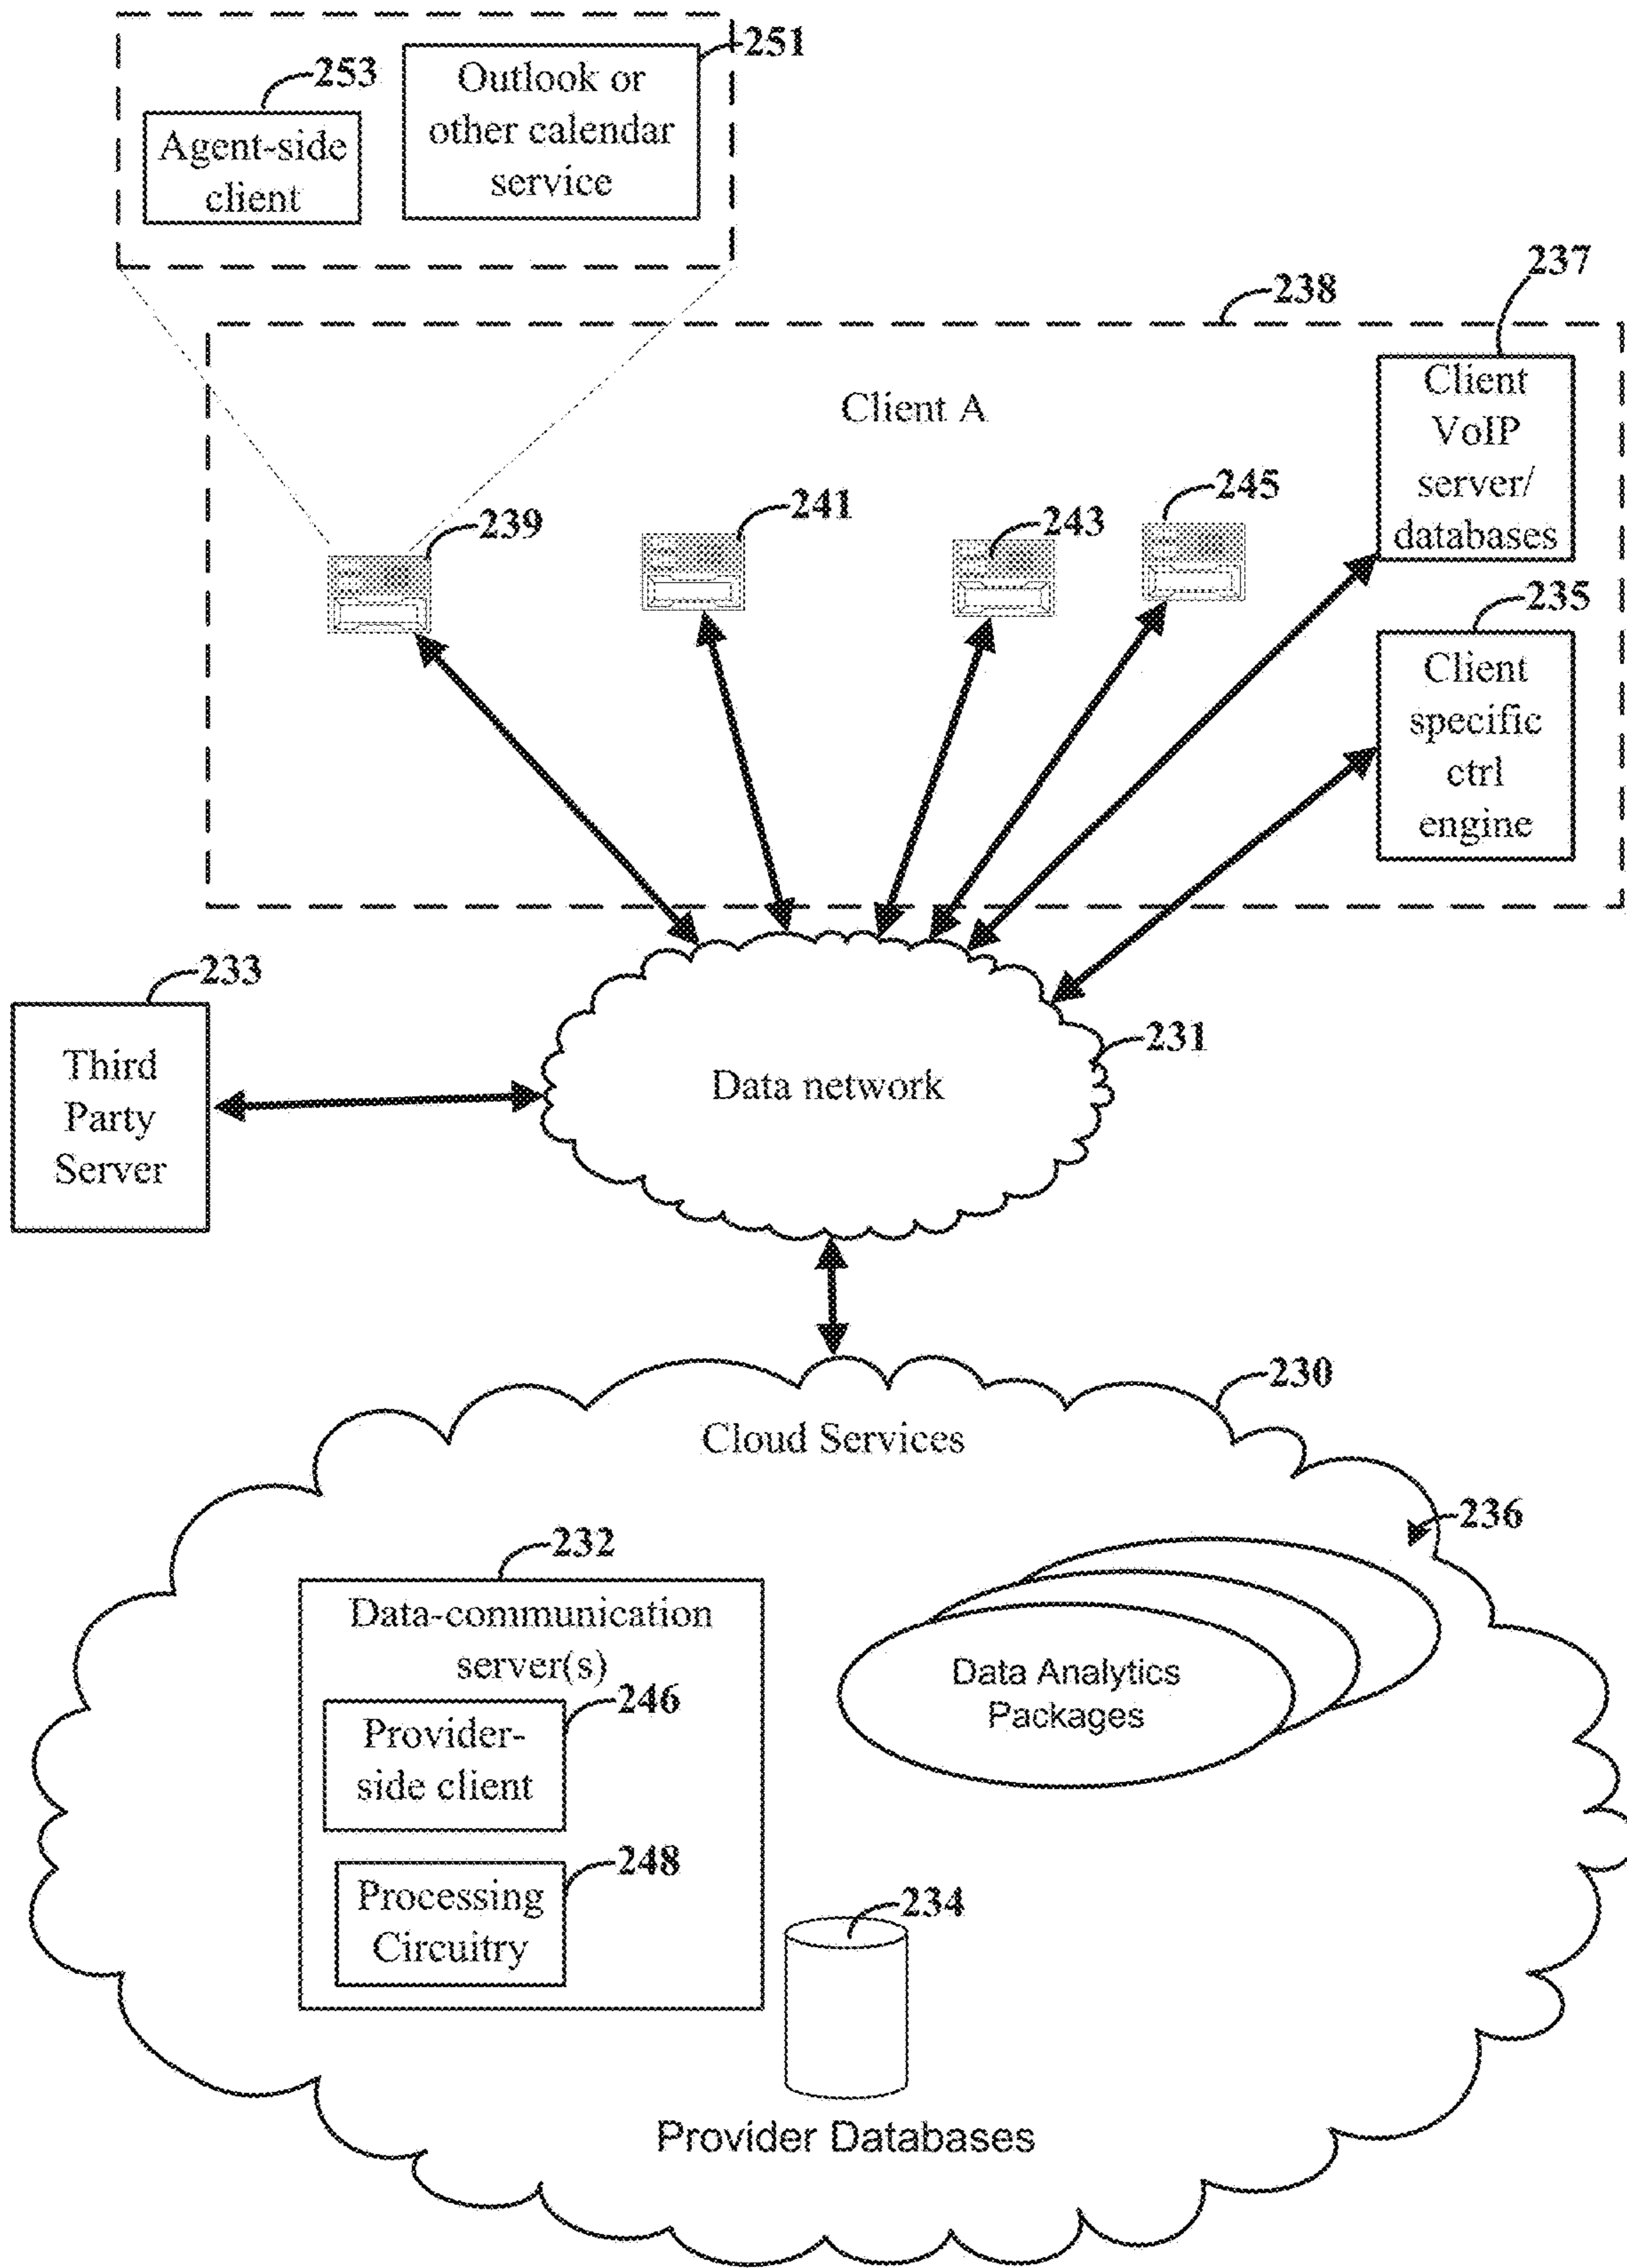 251
253
Outlook or
other calendar
service
Agent-side
client
237
238
Client A
Client
VoIP
server/
databases
239
241
243
245
235
Client
specific
ctrl
engine
233
Third
Party
Server
231
Data network
230
Cloud Services
236
232
Data-communication
server(s)
246
Provider-
side client
248
Processing
Circuitry
Data Analytics
Packages
234
Provider Databases